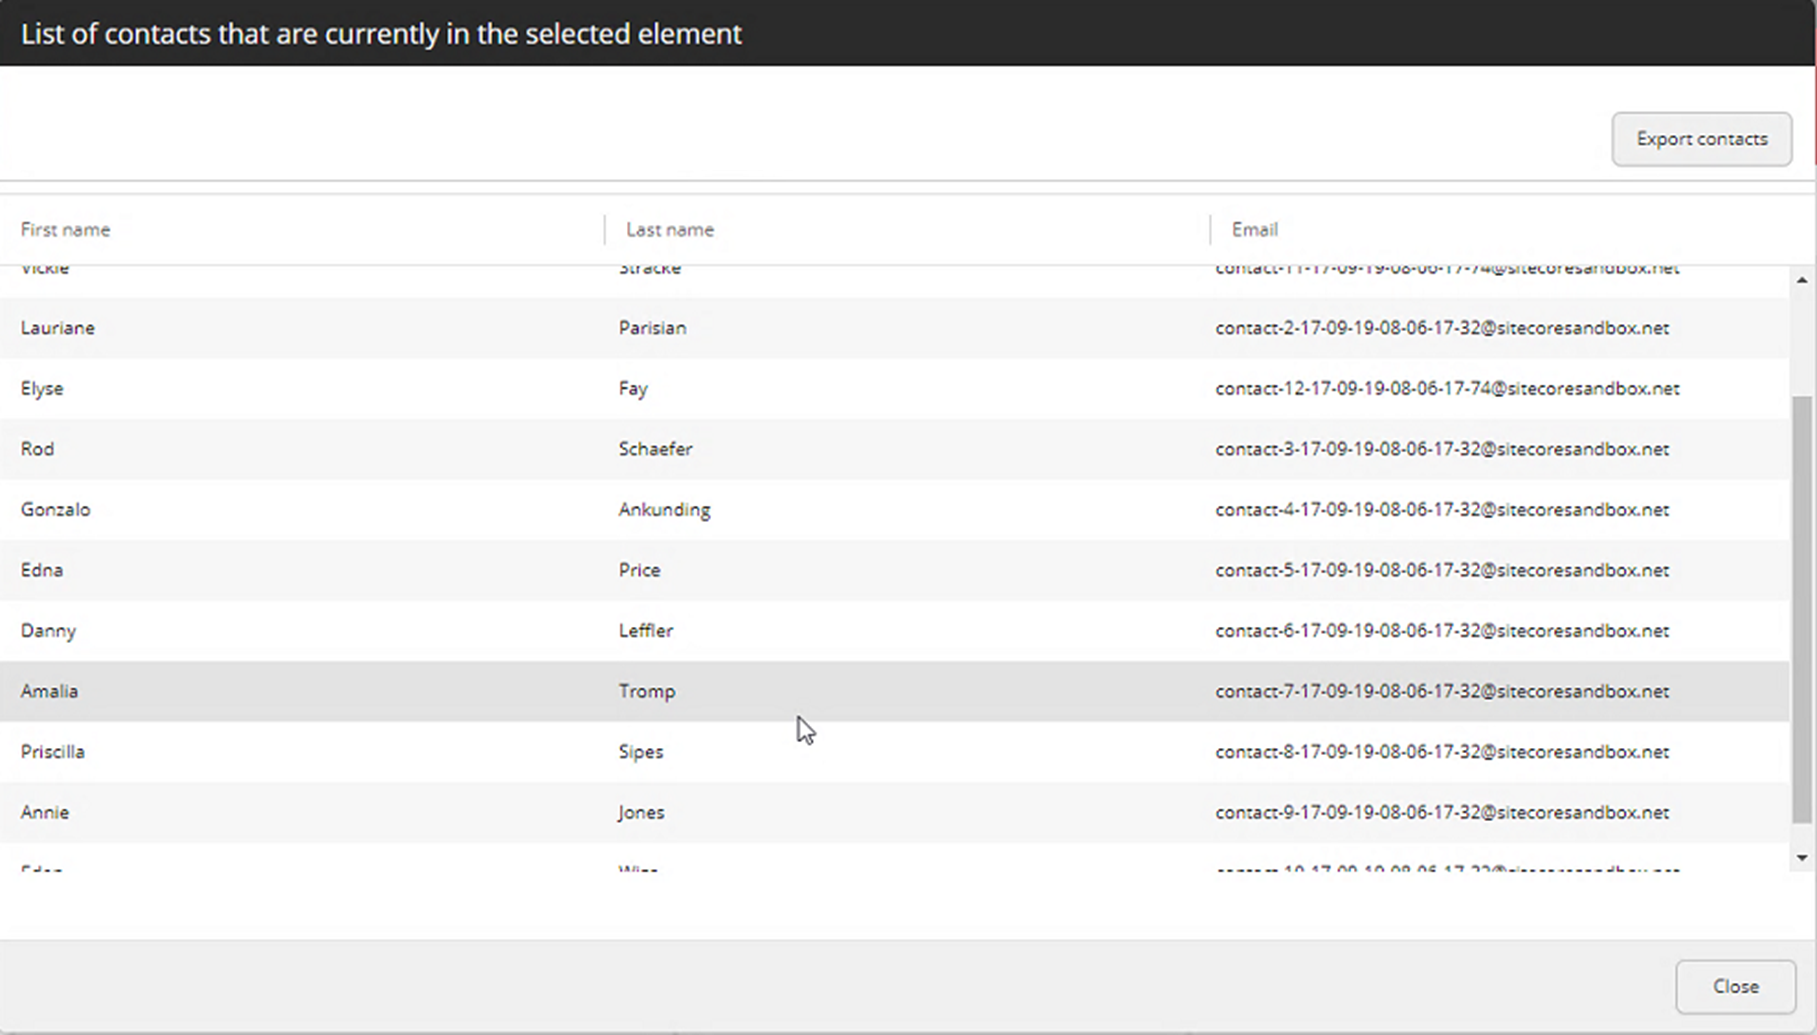 List of contacts that are currently in the selected element
Export contacts
First name Last name Email
Vickie Stracke contact-11-17-09-19-08-06-17-74@sitecoresandbox.net
Lauriane Parisian contact-2-17-09-19-08-06-17-32@sitecoresandbox.net
Elyse Fay contact-12-17-09-19-08-06-17-74@sitecoresandbox.net
Rod Schaefer contact-3-17-09-19-08-06-17-32@sitecoresandbox.net
Gonzalo Ankunding contact-4-17-09-19-08-06-17-32@sitecoresandbox.net
Edna Price contact-5-17-09-19-08-06-17-32@sitecoresandbox.net
Danny Leffler contact-6-17-09-19-08-06-17-32@sitecoresandbox.net
Amalia Tromp contact-7-17-09-19-08-06-17-32@sitecoresandbox.net
Priscilla Sipes contact-8-17-09-19-08-06-17-32@sitecoresandbox.net
Annie Jones contact-9-17-09-19-08-06-17-32@sitecoresandbox.net
Close